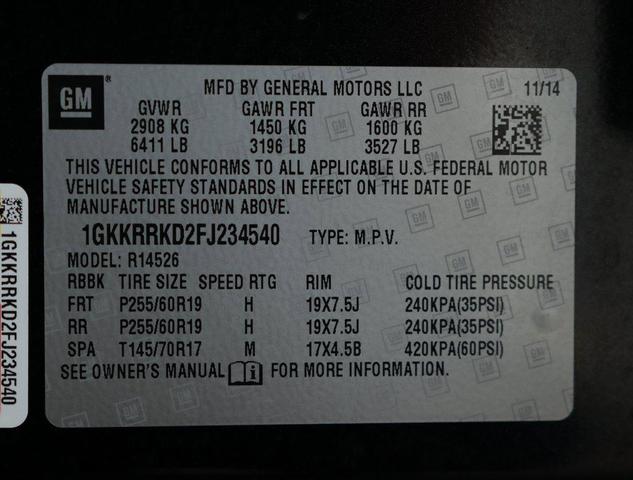 GM ® MFD BY GENERAL MOTORS LLC 11/14
GVWR GAWR FRT GAWR RR
2908 KG 1450 KG 1600 KG
6411 LB 3196 LB 3527 LB
THIS VEHICLE CONFORMS TO ALL APPLICABLE U.S. FEDERAL MOTOR
VEHICLE SAFETY STANDARDS IN EFFECT ON THE DATE OF
MANUFACTURE SHOWN ABOVE.
1GKKRRKD2FJ234540 TYPE: M.P.V.
MODEL: R14526
RBBK TIRE SIZE SPEED RTG RIM COLD TIRE PRESSURE
FRT P255/60R19 H 19X7.5J 240KPA(35PSI)
RR P255/60R19 H 19X7.5J 240KPA(35PSI)
SPA T145/70R17 M 17X4.5B 420KPA(60PSI)
SEE OWNER'S MANUAL i FOR MORE INFORMATION.
1GKKRRKD2FJ234540